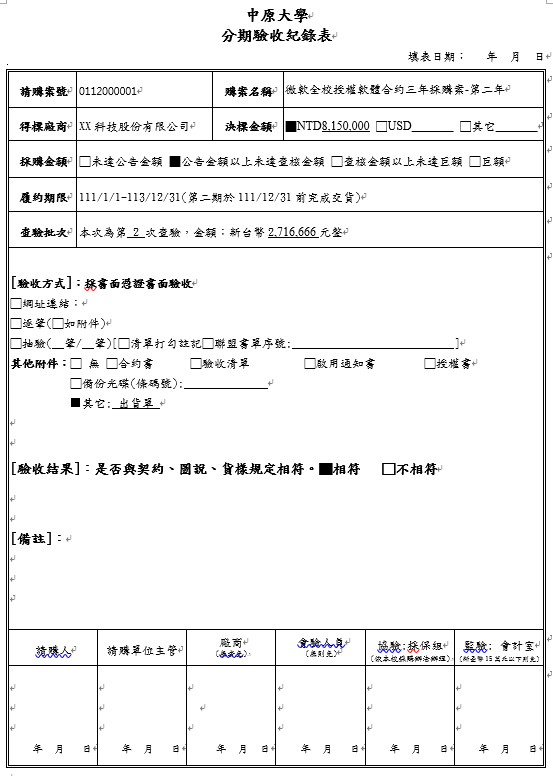 中原大學
分期驗收紀錄表
填表日期： 年 月 日
請購案號 0112000001 購案名稱 微軟全校授權軟體合約三年採購案-第二年
得標廠商 XX 科技股份有限公司 決標金額 ■NTD8,150,000 □USD_______ □其它_______
採購金額 □未達公告金額 ■公告金額以上未達查核金額 □查核金額以上未達巨額 □巨額
履約期限 111/1/1-113/12/31(第二期於 111/12/31 前完成交貨)
查驗批次 本次為第 2 次查驗，金額：新台幣 2,716,666 元整
[驗收方式]：採書面憑證書面驗收
□網址連結：
□逐筆(□如附件)
□抽驗(__筆/__筆)[□清單打勾註記□聯盟書單序號:_______________________]
其他附件：□ 無 □合約書 □驗收清單 □啟用通知書 □授權書
□備份光碟(條碼號):____________
■其它: 出貨單
[驗收結果]：是否與契約、圖說、貨樣規定相符。■相符 □不相符
[備註]：
請購人 請購單位主管 廠商 會驗人員 協驗:採保組 監驗: 會計室
(無則免) (依本校採購辦法辦理) (新台幣 15 萬元以下則免)
年 月 日 年 月 日 年 月 日 年 月 日 年 月 日 年 月 日